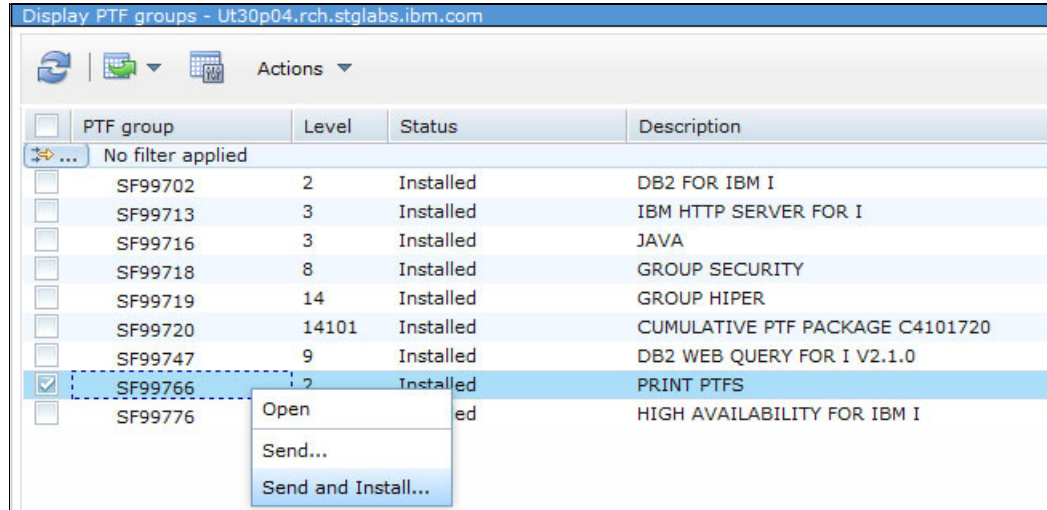 Display PTF groups - Ut30p04.rch.stglabs.ibm.com
Actions
PTF group Level Status Description
... No filter applied
SF99702 2 Installed DB2 FOR IBM I
SF99713 3 Installed IBM HTTP SERVER FOR I
SF99716 3 Installed JAVA
SF99718 8 Installed GROUP SECURITY
SF99719 14 Installed GROUP HIPER
SF99720 14101 Installed CUMULATIVE PTF PACKAGE C4101720
SF99747 9 Installed DB2 WEB QUERY FOR I V2.1.0
SF99766 2 Installed PRINT PTFS
SF99776 ed HIGH AVAILABILITY FOR IBM I
Open
Send...
Send and Install...